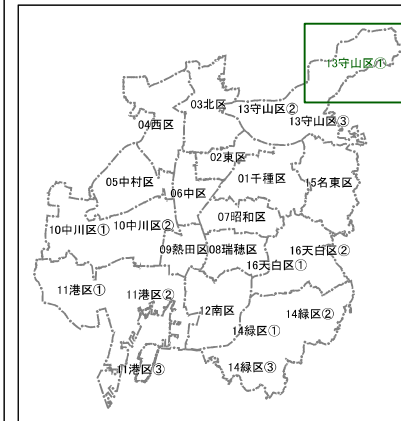 13守山区①
03北区
13守山区②
13守山区③
04西区
02東区
05中村区
06中区
01千種区
15名東区
10中川区①
10中川区②
07昭和区
09熱田区
08瑞穂区
16天白区②
16天白区①
11港区①
11港区②
12南区
14緑区②
14緑区①
11港区③
14緑区③